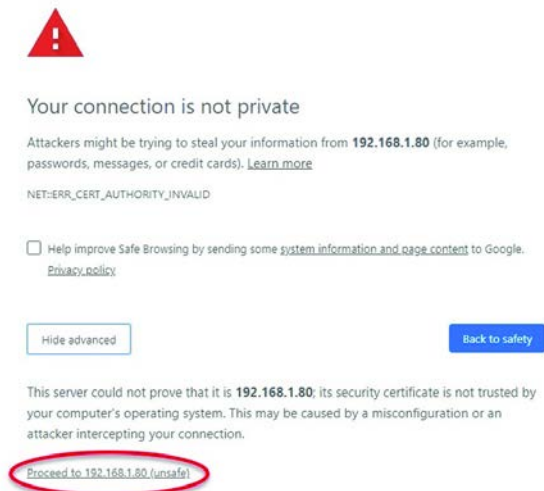 Your connection is not private
Attackers might be trying to steal your information from 192.168.1.80 (for example,
passwords, messages, or credit cards). Learn more
NET::ERR_CERT_AUTHORITY_INVALID
Help improve Safe Browsing by sending some system information and page content to Google.
Privacy policy
Hide advanced
Back to safety
This server could not prove that it is 192.168.1.80; its security certificate is not trusted by
your computer's operating system. This may be caused by a misconfiguration or an
attacker intercepting your connection.
Proceed to 192.168.1.80 (unsafe)